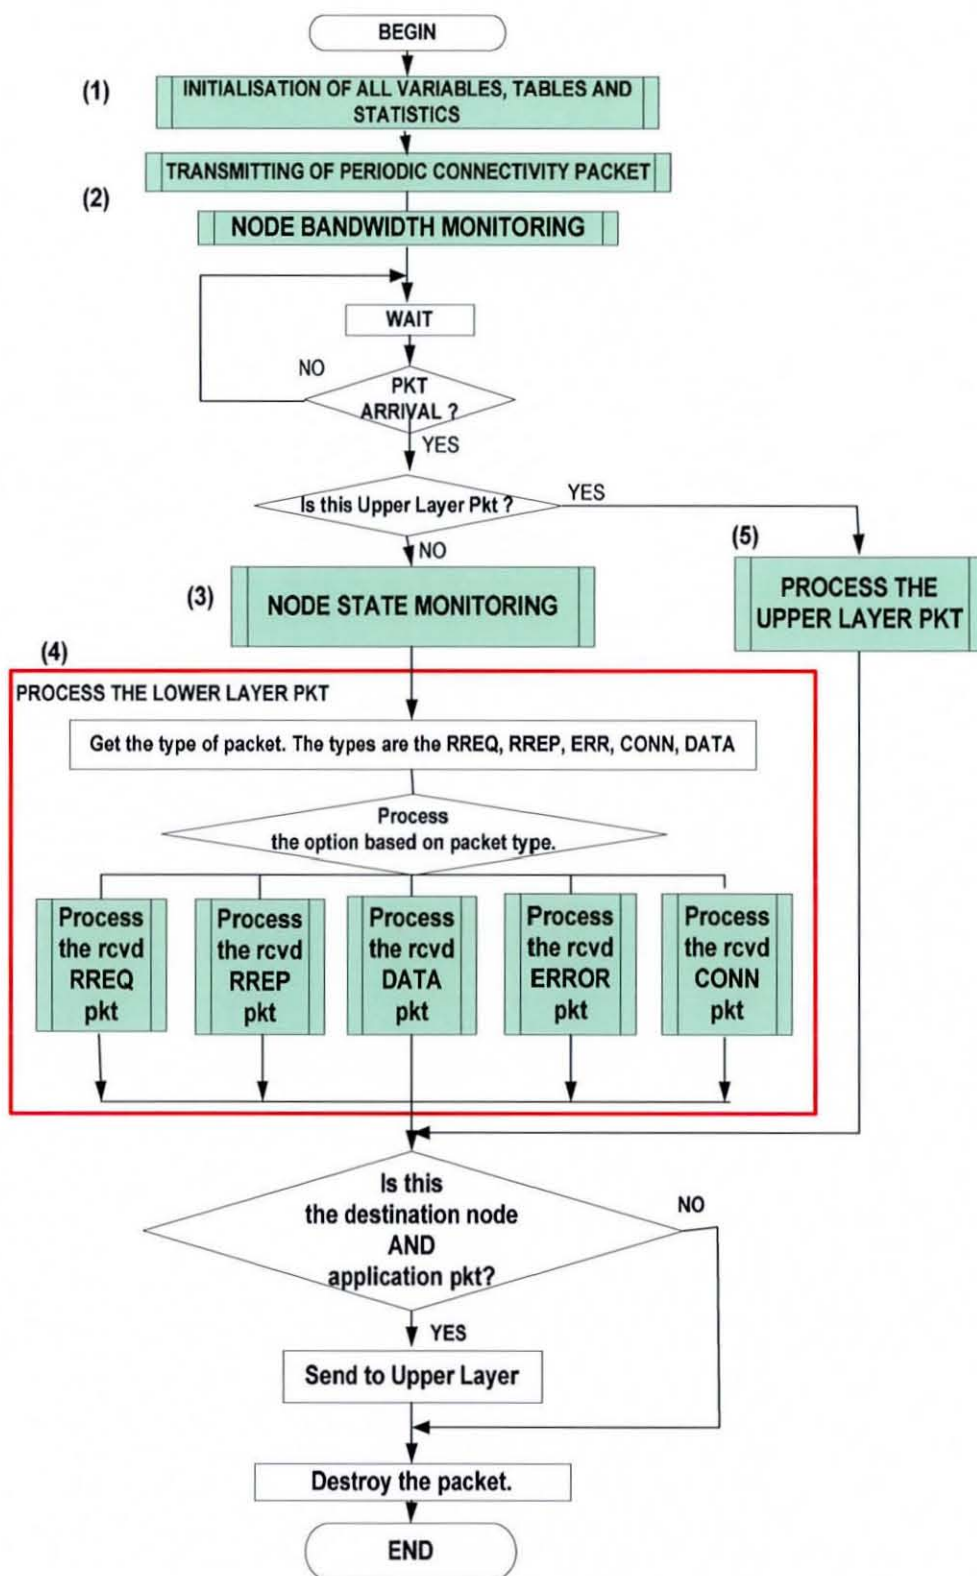 BEGIN
(1)
INITIALISATION OF ALL VARIABLES, TABLES AND
STATISTICS
TRANSMITTING OF PERIODIC CONNECTIVITY PACKET
(2)
NODE BANDWIDTH MONITORING
WAIT
NO
PKT
ARRIVAL ?
YES
Is this Upper Layer Pkt ?
YES
NO
(5)
PROCESS THE
UPPER LAYER PKT
(3)
NODE STATE MONITORING
(4)
PROCESS THE LOWER LAYER PKT
Get the type of packet. The types are the RREQ, RREP, ERR, CONN, DATA
Process
the option based on packet type.
Process
the rcvd
RREQ
pkt
Process
the rcvd
RREP
pkt
Process
the rcvd
DATA
pkt
Process
the rcvd
ERROR
pkt
Process
the rcvd
CONN
pkt
Is this
the destination node
AND
application pkt?
NO
YES
Send to Upper Layer
Destroy the packet.
END